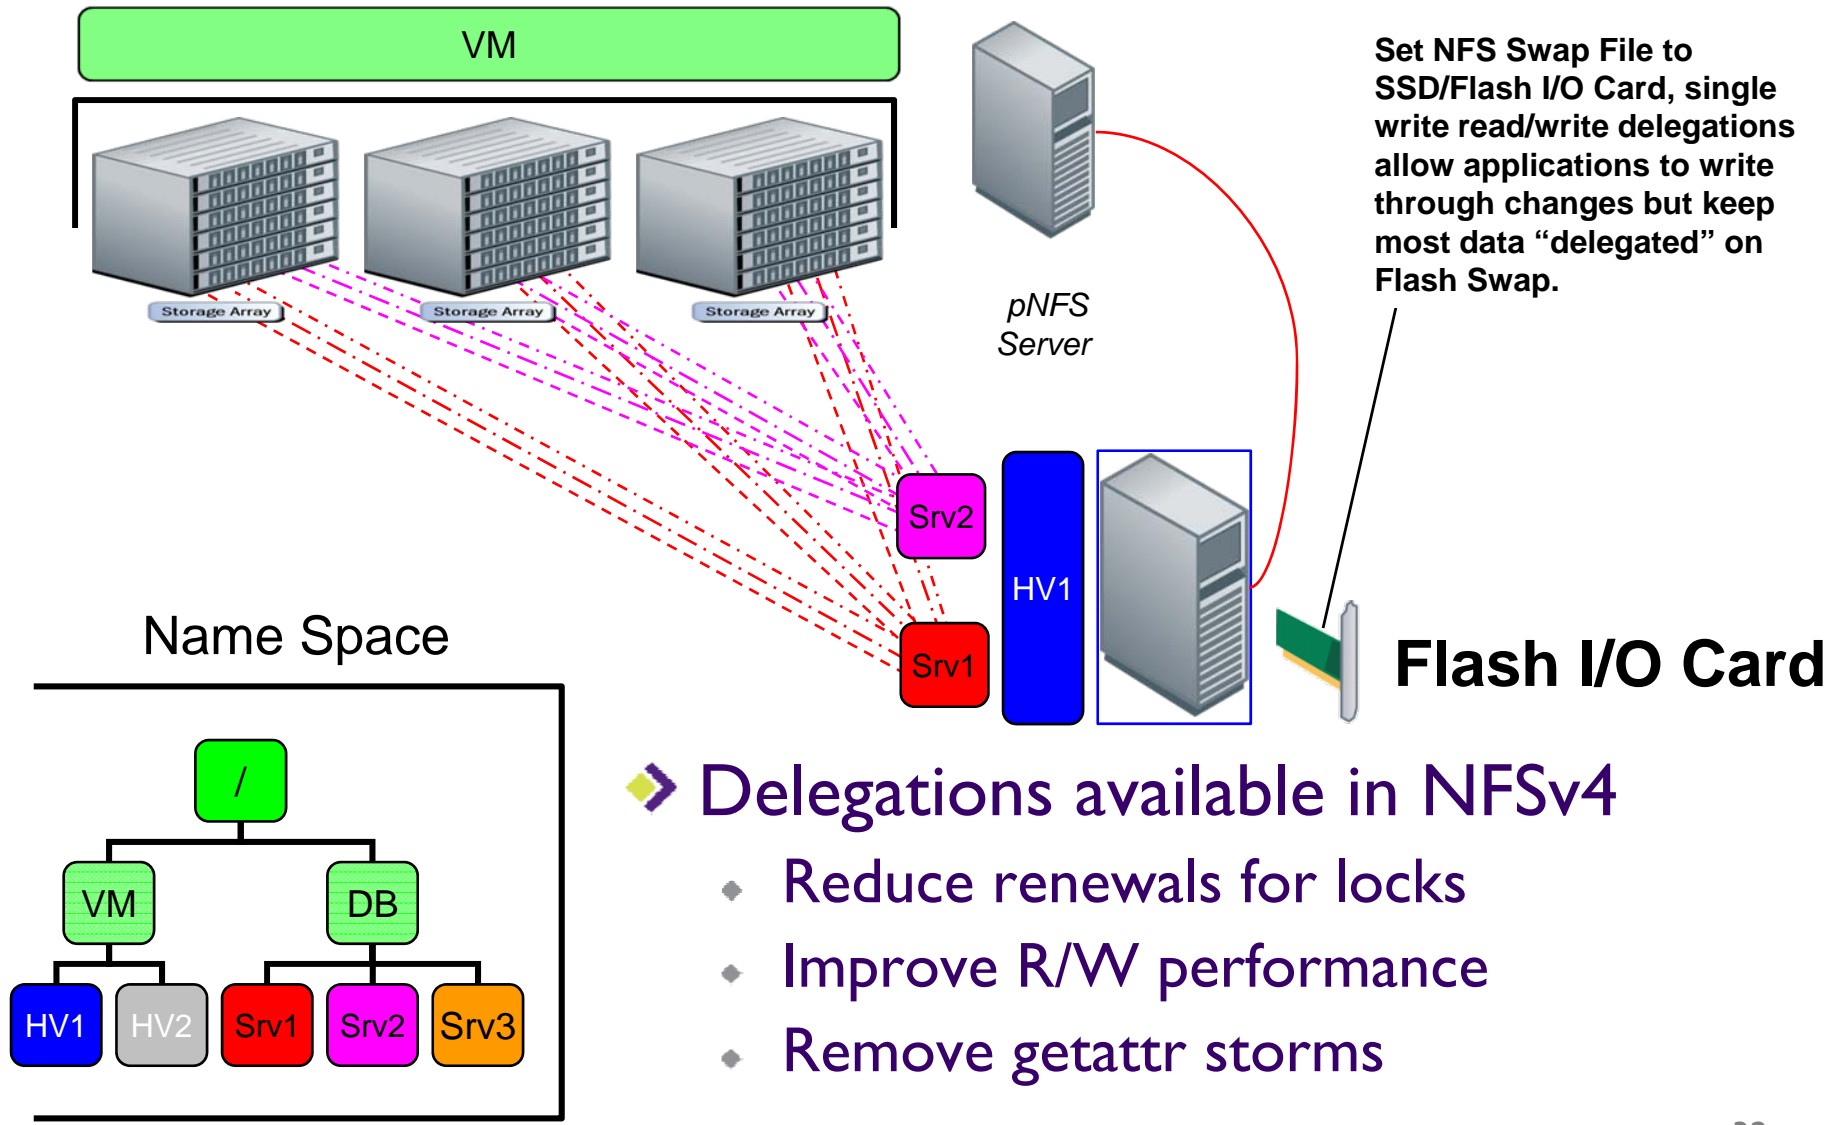 VM
Set NFS Swap File to
SSD/Flash I/O Card, single
write read/write delegations
allow applications to write
through changes but keep
most data “delegated” on
Flash Swap.
Storage Array
Storage Array
Storage Array
pNFS
Server
Srv2
HV1
Srv1
Flash I/O Card
Name Space
/
VM
DB
HV1
HV2
Srv1
Srv2
Srv3
Delegations available in NFSv4
Reduce renewals for locks
Improve R/W performance
Remove getattr storms